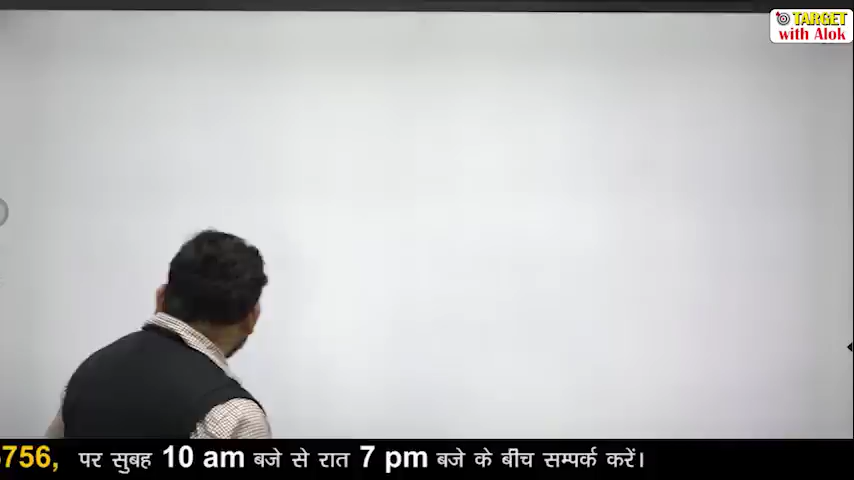 TARGET
with Alok
756, पर सुबह 10 am बजे से रात 7 pm बजे के बीच सम्पर्क करें।